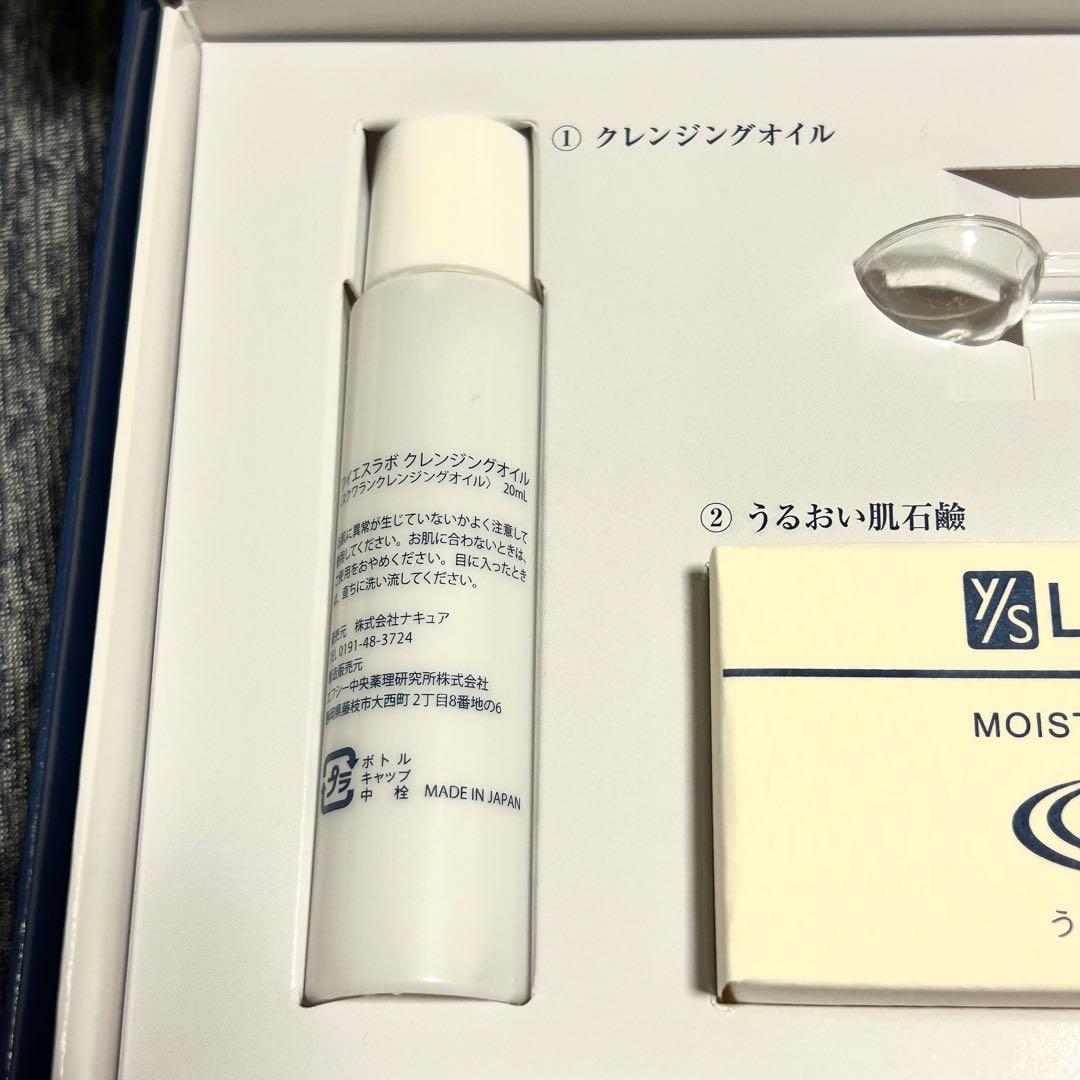 ① クレンジングオイル
ワイエスラボ クレンジングオイル
スクワランクレンジングオイル〉 20mL
肌に異常が生じていないかよく注意して
使用してください。お肌に合わないときは、
ご使用をおやめください。目に入ったとき
は、直ちに洗い流してください。
発売元 株式会社ナキュア
TEL 0191-48-3724
製造販売元
エフシー中央薬理研究所株式会社
静岡県藤枝市大西町2丁目8番地の6
プラ
ボトル
キャップ
中栓
MADE IN JAPAN
② うるおい肌石鹼
Y/S L
MOIST
う